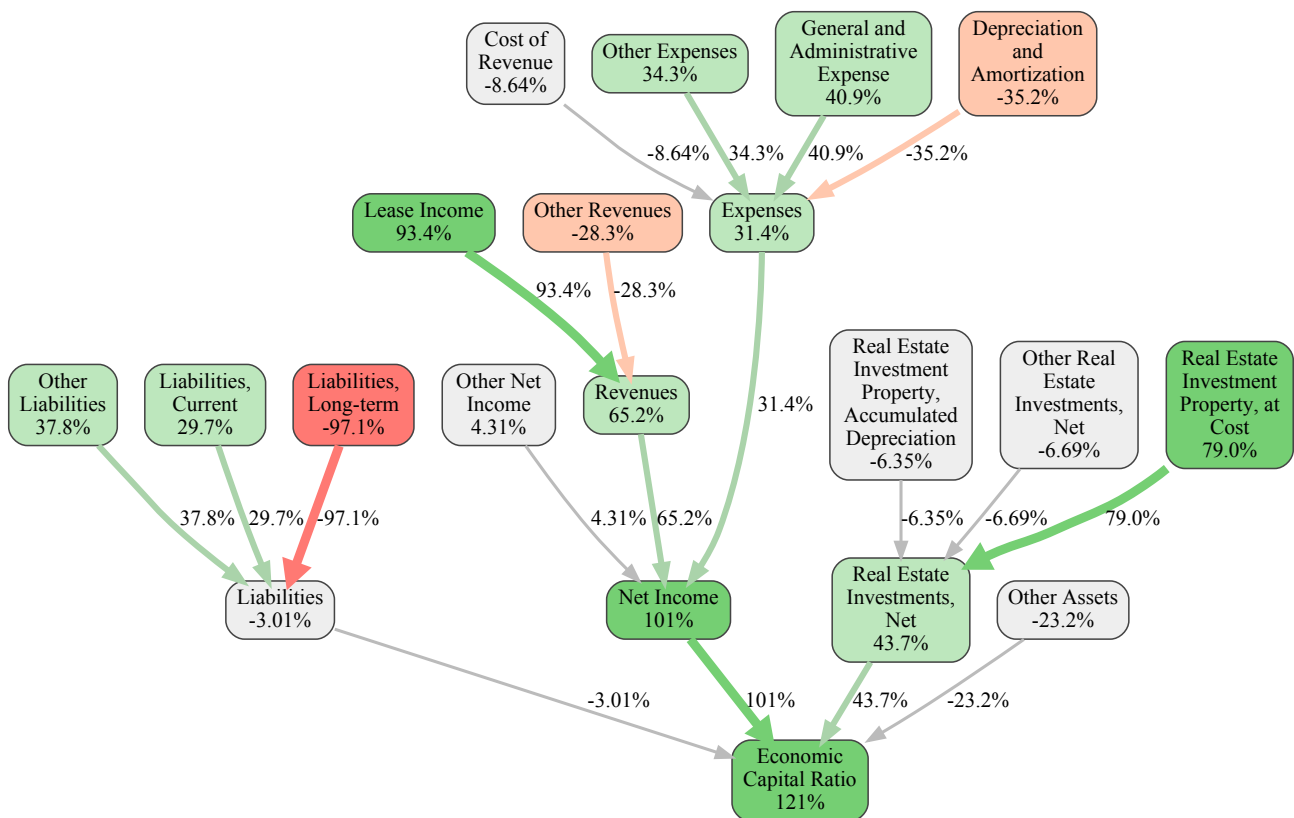 Cost of
Revenue
-8.64%
Other Expenses
34.3%
General and
Administrative
Expense
40.9%
Depreciation
and
Amortization
-35.2%
-8.64%
34.3%
40.9%
-35.2%
Lease Income
93.4%
Other Revenues
-28.3%
Expenses
31.4%
93.4%
-28.3%
Other
Liabilities
37.8%
Liabilities,
Current
29.7%
Liabilities,
Long-term
-97.1%
Other Net
Income
4.31%
Revenues
65.2%
31.4%
Real Estate
Investment
Property,
Accumulated
Depreciation
-6.35%
Other Real
Estate
Investments,
Net
-6.69%
Real Estate
Investment
Property, at
Cost
79.0%
37.8%
29.7%
-97.1%
4.31%
65.2%
-6.35%
-6.69%
79.0%
Liabilities
-3.01%
Net Income
101%
Real Estate
Investments,
Net
43.7%
Other Assets
-23.2%
-3.01%
101%
43.7%
-23.2%
Economic
Capital Ratio
121%